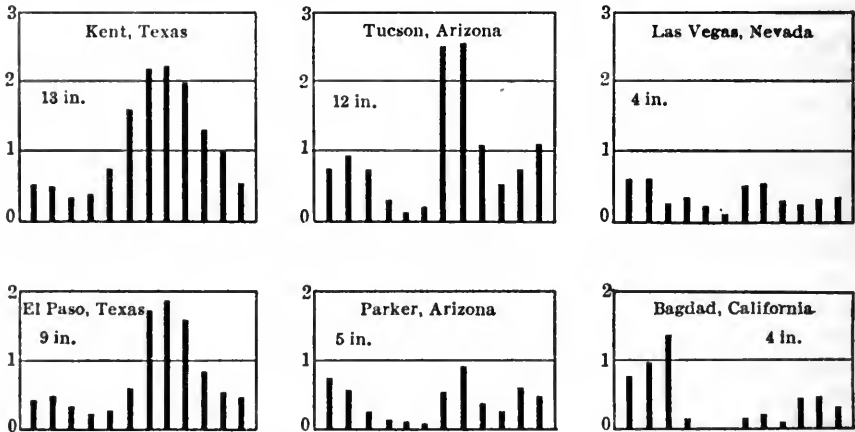 Kent, Texas
13 in.
3
2
1
0
Tucson, Arizona
12 in.
3
2
1
0
Las Vegas, Nevada
4 in.
3
2
1
0
El Paso, Texas
9 in.
2
1
0
Parker, Arizona
5 in.
2
1
0
Bagdad, California
4 in.
2
1
0